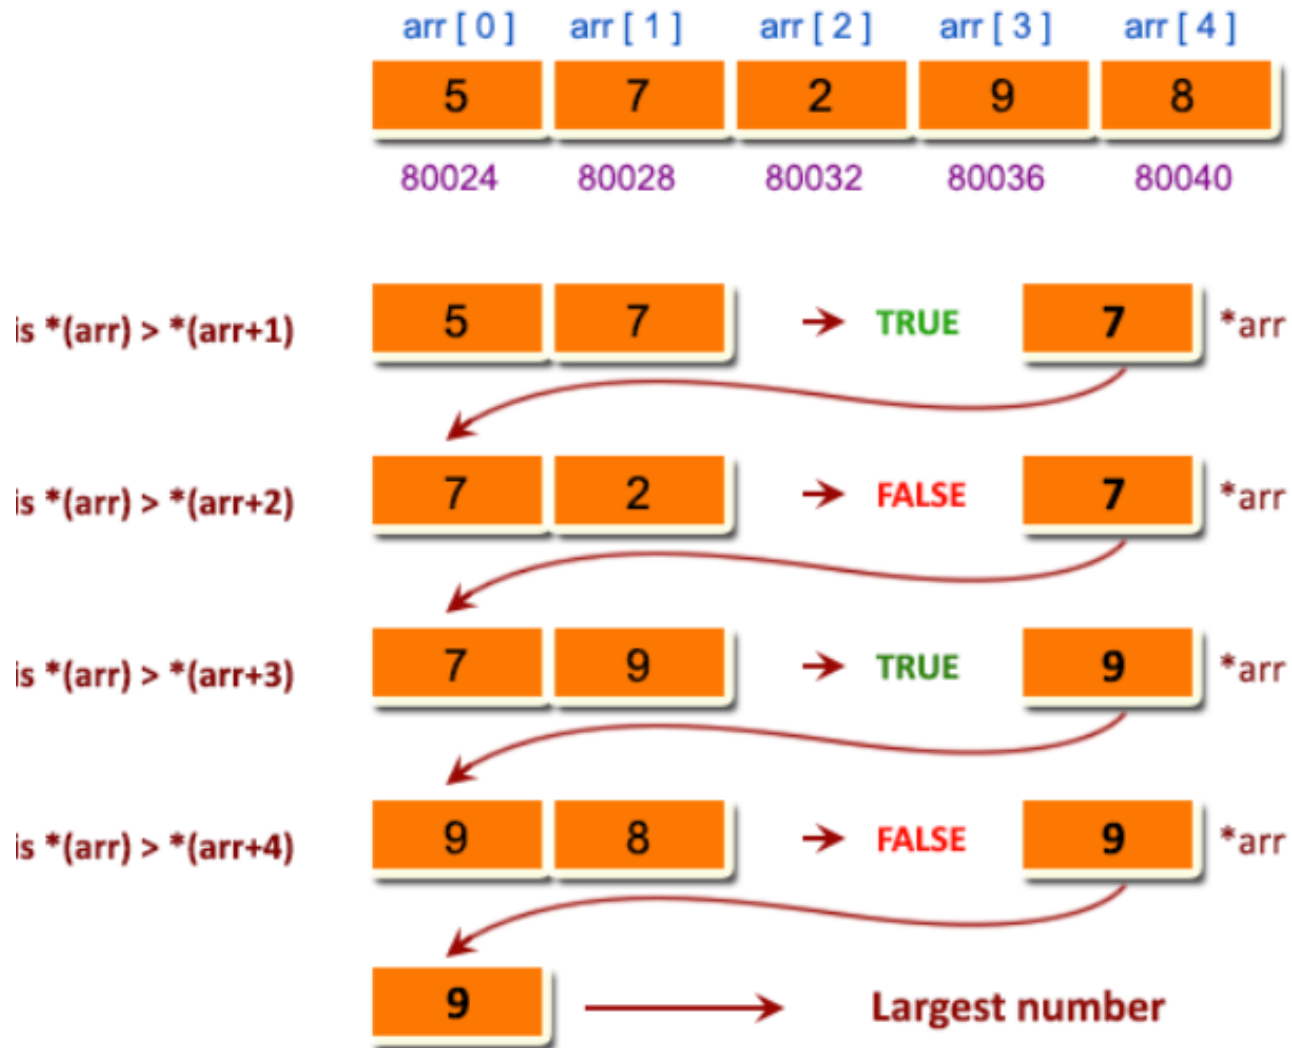 arr [ 0 ] arr [ 1 ] arr [ 2 ] arr [ 3 ] arr [ 4 ]
5 7 2 9 8
80024 80028 80032 80036 80040
is *(arr) > *(arr+1) 5 7 TRUE 7 *arr
is *(arr) > *(arr+2) 7 2 FALSE 7 *arr
is *(arr) > *(arr+3) 7 9 TRUE 9 *arr
is *(arr) > *(arr+4) 9 8 FALSE 9 *arr
9 Largest number